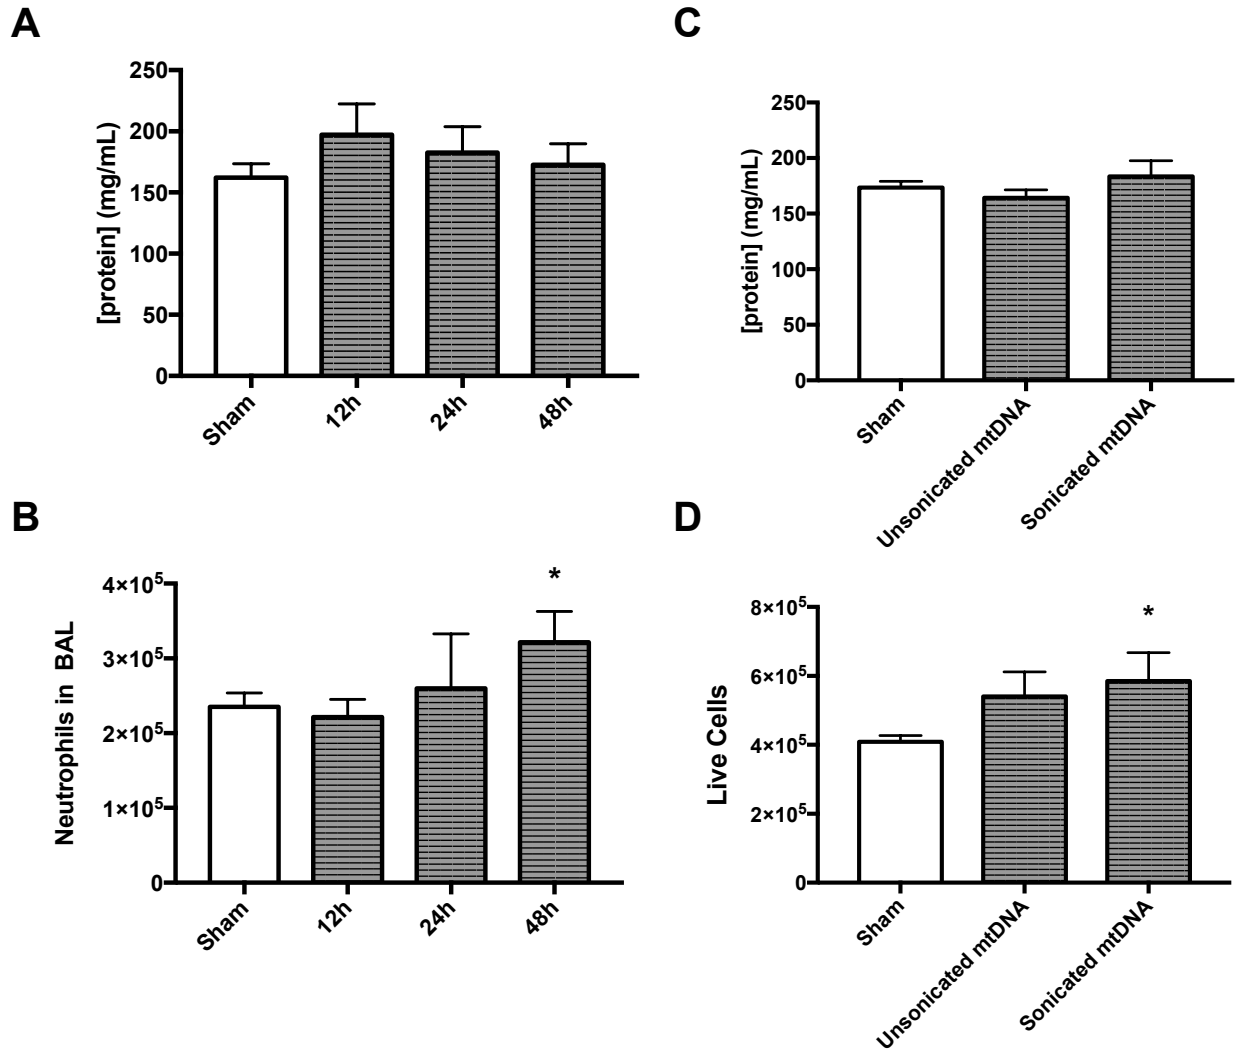 A
[protein] (mg/mL)
250
200
150
100
50
0
Sham
12h
24h
48h
C
[protein] (mg/mL)
250
200
150
100
50
0
Sham
Unsonicated mtDNA
Sonicated mtDNA
B
Neutrophils in BAL
4×10⁵
3×10⁵
2×10⁵
1×10⁵
0
*
Sham
12h
24h
48h
D
Live Cells
8×10⁵
6×10⁵
4×10⁵
2×10⁵
0
*
Sham
Unsonicated mtDNA
Sonicated mtDNA